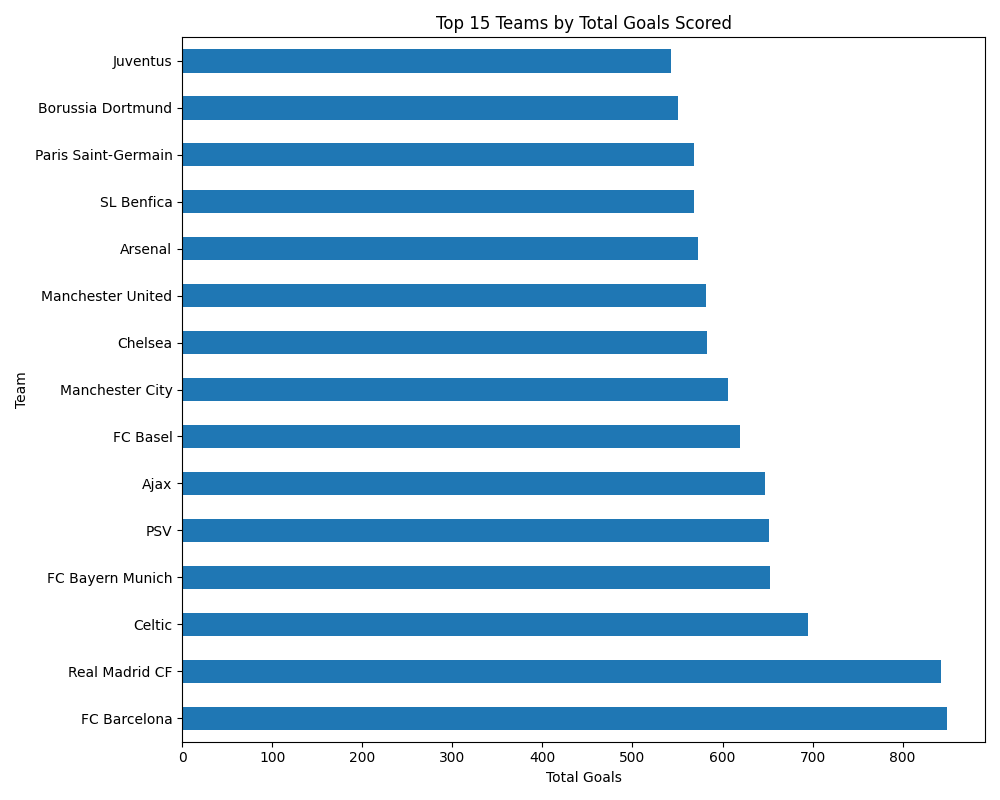 Top 15 Teams by Total Goals Scored
Team
Juventus
Borussia Dortmund
Paris Saint-Germain
SL Benfica
Arsenal
Manchester United
Chelsea
Manchester City
FC Basel
Ajax
PSV
FC Bayern Munich
Celtic
Real Madrid CF
FC Barcelona
0 100 200 300 400 500 600 700 800
Total Goals